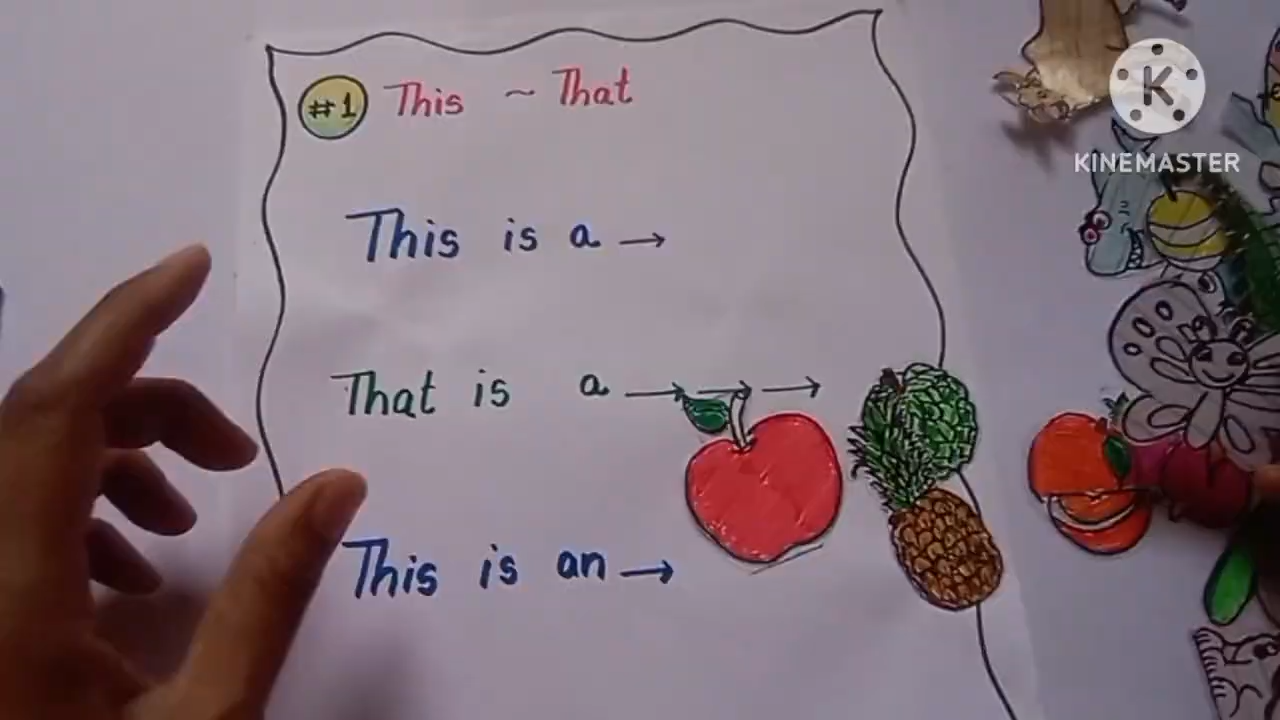 #1 This ~ That
K
KINEMASTER
This is a →
That is a → → →
This is an →